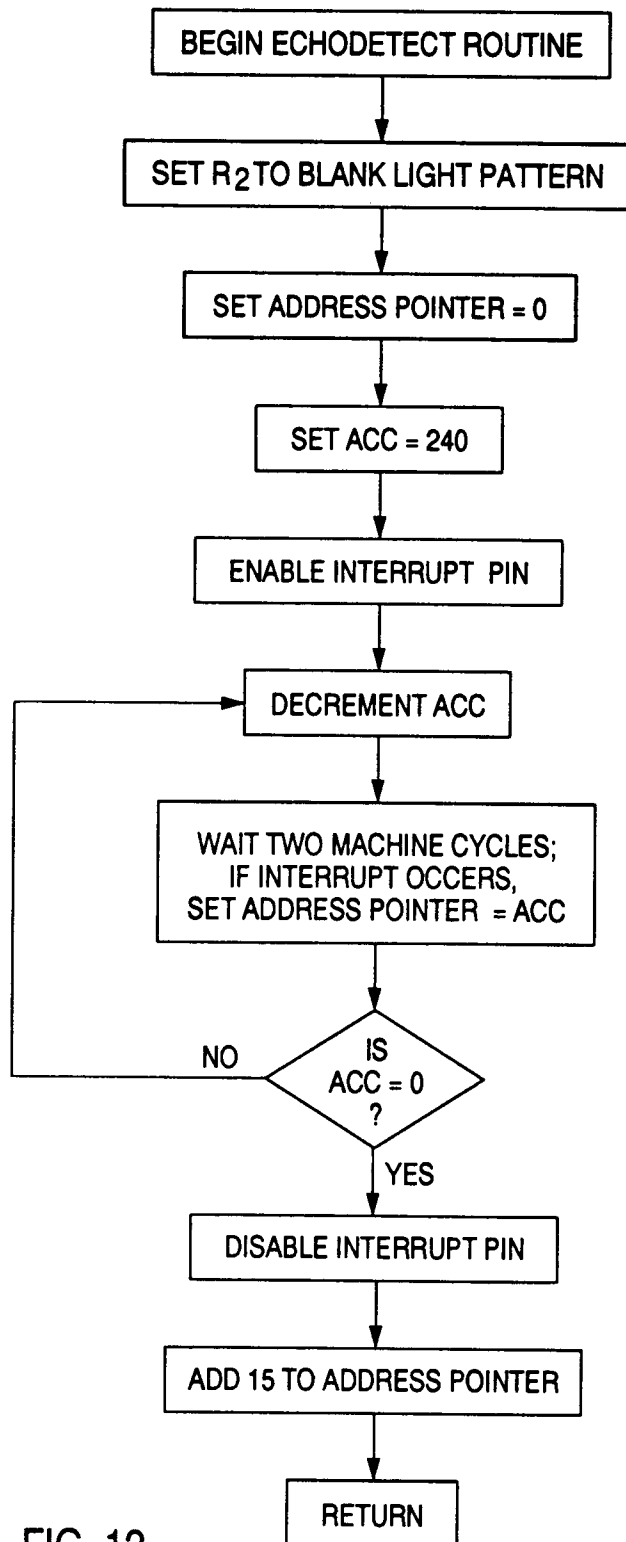 BEGIN ECHODETECT ROUTINE
SET R2 TO BLANK LIGHT PATTERN
SET ADDRESS POINTER = 0
SET ACC = 240
ENABLE INTERRUPT PIN
DECREMENT ACC
WAIT TWO MACHINE CYCLES;
IF INTERRUPT OCCERS,
SET ADDRESS POINTER = ACC
NO
IS
ACC = 0
?
YES
DISABLE INTERRUPT PIN
ADD 15 TO ADDRESS POINTER
RETURN